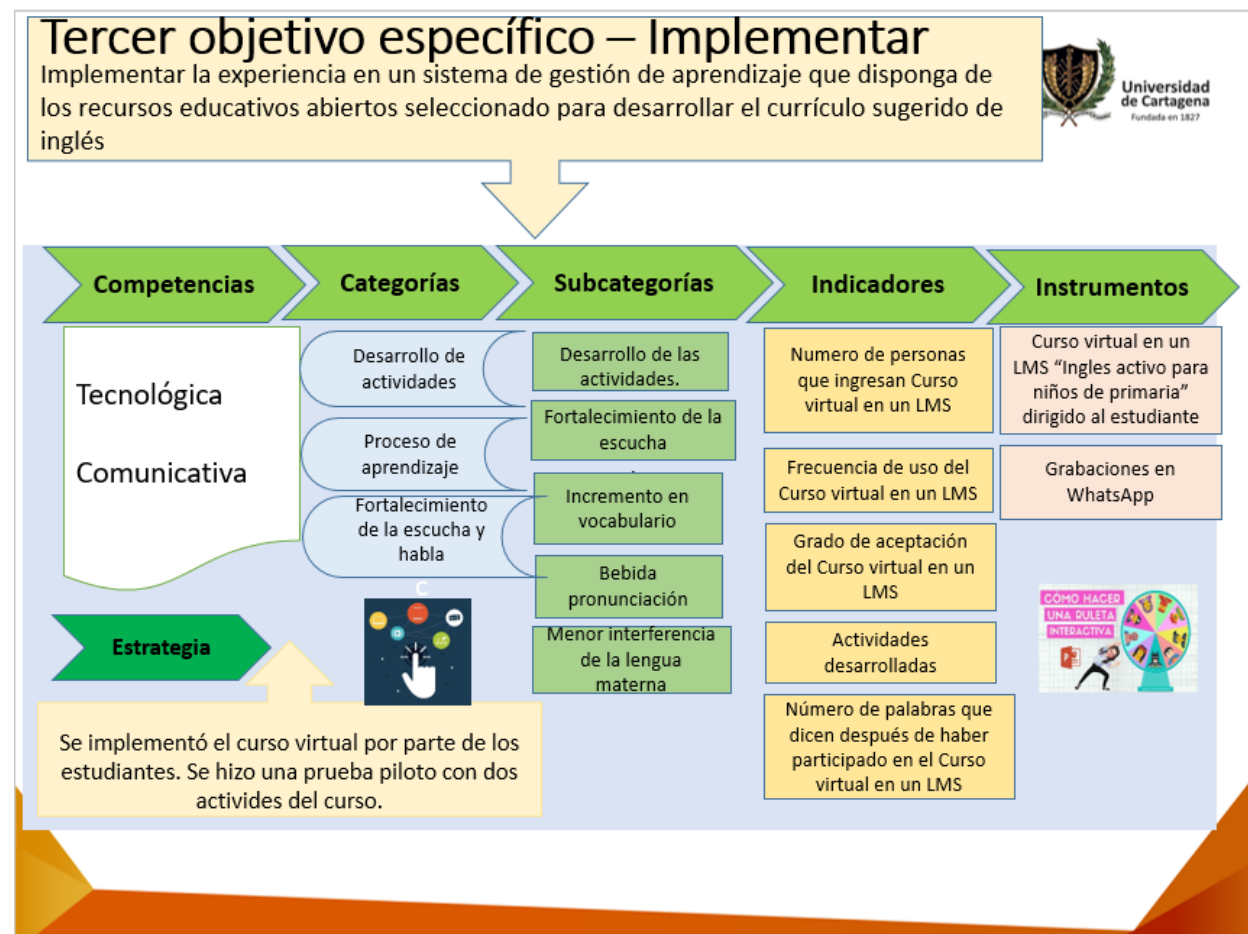 Tercer objetivo específico – Implementar
Implementar la experiencia en un sistema de gestión de aprendizaje que disponga de
los recursos educativos abiertos seleccionado para desarrollar el currículo sugerido de
inglés
Universidad
de Cartagena
Fundada en 1827
Competencias
Categorías
Subcategorías
Indicadores
Instrumentos
Tecnológica
Comunicativa
Desarrollo de
actividades
Proceso de
aprendizaje
Fortalecimiento
de la escucha y
habla
C
Desarrollo de las
actividades.
Fortalecimiento de la
escucha
.
Incremento en
vocabulario
Bebida
pronunciación
Menor interferencia
de la lengua
materna
Numero de personas
que ingresan Curso
virtual en un LMS
Frecuencia de uso del
Curso virtual en un LMS
Grado de aceptación
del Curso virtual en un
LMS
Actividades
desarrolladas
Número de palabras que
dicen después de haber
participado en el Curso
virtual en un LMS
Curso virtual en un
LMS “Ingles activo para
niños de primaria”
dirigido al estudiante
Grabaciones en
WhatsApp
CÓMO HACER
UNA RULETA
INTERACTIVA
P
Estrategia
Se implementó el curso virtual por parte de los
estudiantes. Se hizo una prueba piloto con dos
activides del curso.